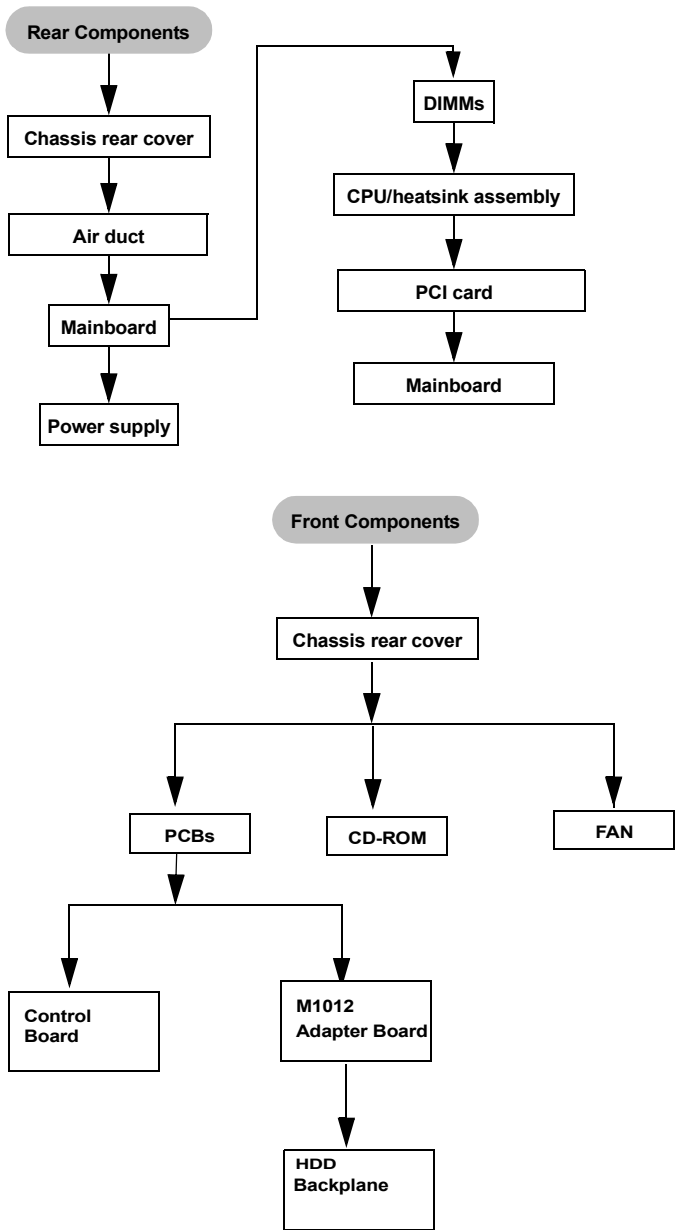 Rear Components
Chassis rear cover
Air duct
Mainboard
Power supply
DIMMs
CPU/heatsink assembly
PCI card
Mainboard
Front Components
Chassis rear cover
PCBs
CD-ROM
FAN
Control
Board
M1012
Adapter Board
HDD
Backplane